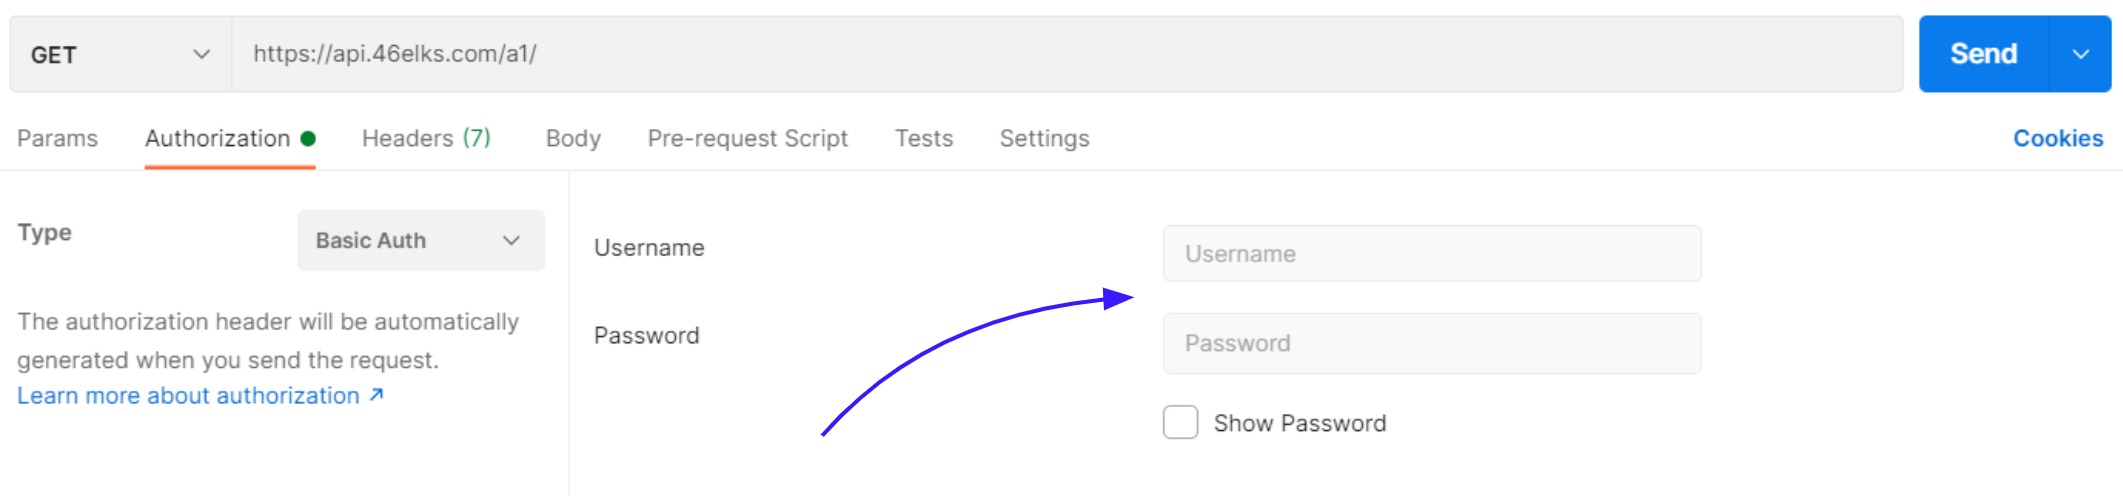 GET
https://api.46elks.com/a1/
Send
Params
Authorization
Headers (7)
Body
Pre-request Script
Tests
Settings
Cookies
Type
Basic Auth
The authorization header will be automatically
generated when you send the request.
Learn more about authorization ↗
Username
Username
Password
Password
Show Password